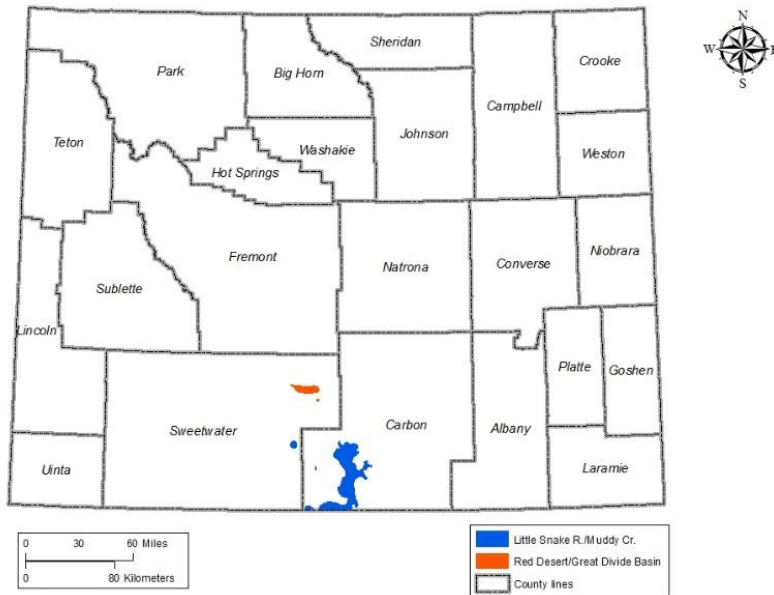 N
W E
S
Sheridan
Park
Big Horn
Crooke
Campbell
Johnson
Teton
Washakie
Weston
Hot Springs
Fremont
Natrona
Converse
Niobrara
Sublette
Lincoln
Platte
Goshen
Sweetwater
Carbon
Albany
Uinta
Laramie
0 30 60 Miles
0 80 Kilometers
Little Snake R./Muddy Cr.
Red Desert/Great Divide Basin
County lines